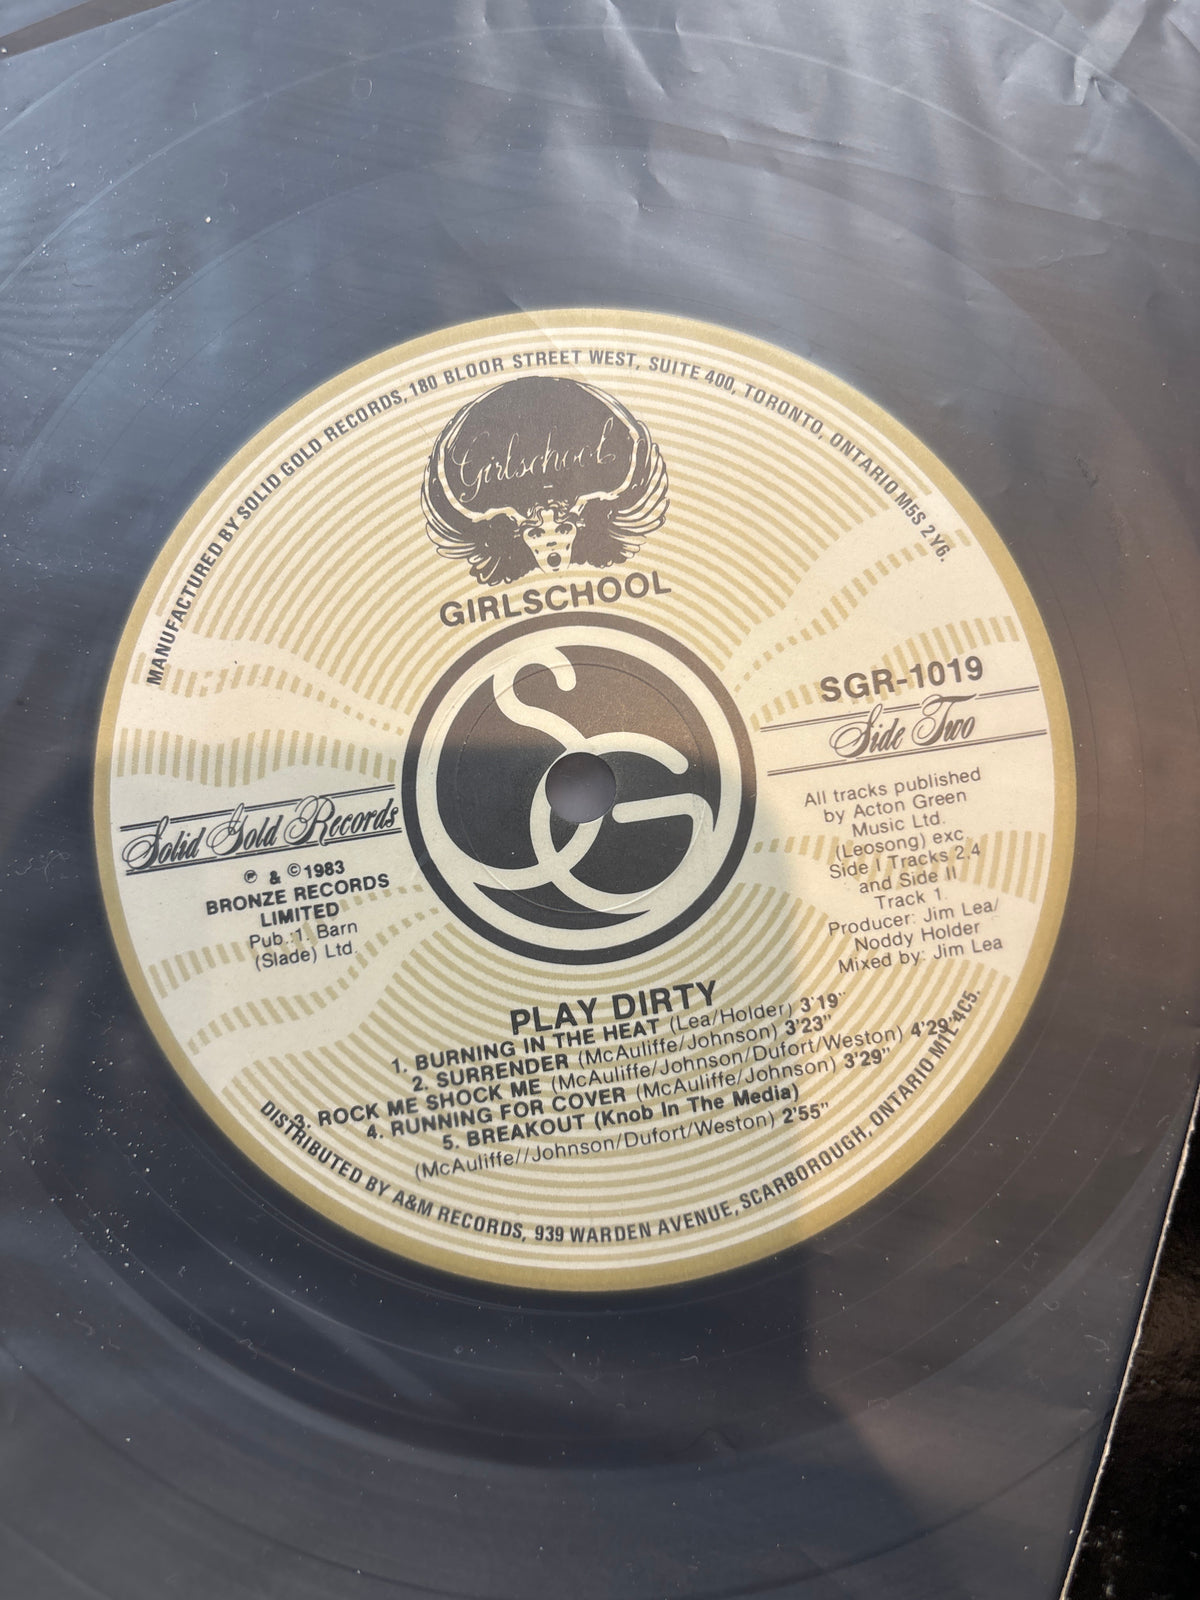 MANUFACTURED BY SOLID GOLD RECORDS, 180 BLOOR STREET WEST, SUITE 400, TORONTO, ONTARIO M5S 2Y6.
Girlschool
GIRLSCHOOL
SG
SGR-1019
Side Two
All tracks published
by Acton Green
Music Ltd.
(Leosong) exc.
Side I Tracks 2,4
and Side II
Track 1.
Producer: Jim Lea/
Noddy Holder
Mixed by: Jim Lea
Solid Gold Records
℗ & ©1983
BRONZE RECORDS
LIMITED
Pub.:1. Barn
(Slade) Ltd.
PLAY DIRTY
1. BURNING IN THE HEAT (Lea/Holder) 3'19"
2. SURRENDER (McAuliffe/Johnson) 3'23"
3. ROCK ME SHOCK ME (McAuliffe/Johnson/Dufort/Weston) 4'29"
4. RUNNING FOR COVER (McAuliffe/Johnson) 3'29"
5. BREAKOUT (Knob In The Media)
(McAuliffe//Johnson/Dufort/Weston) 2'55"
DISTRIBUTED BY A&M RECORDS, 939 WARDEN AVENUE, SCARBOROUGH, ONTARIO M1L 4C5.